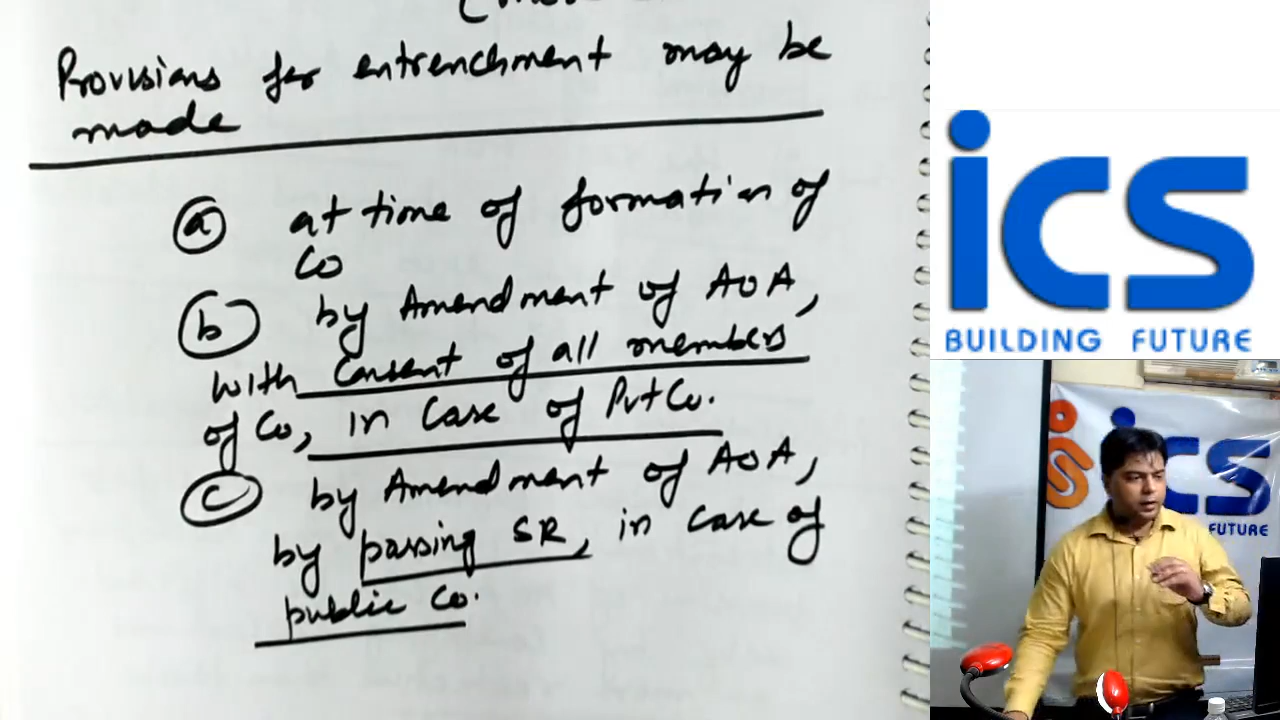 Provisions for entrenchment may be
made
a at time of formation of
Co
b by Amendment of AOA,
with Consent of all members
of Co, in Case of Pvt Co.
c by Amendment of AOA,
by passing SR, in case of
public Co.
ics
BUILDING FUTURE
ics
FUTURE